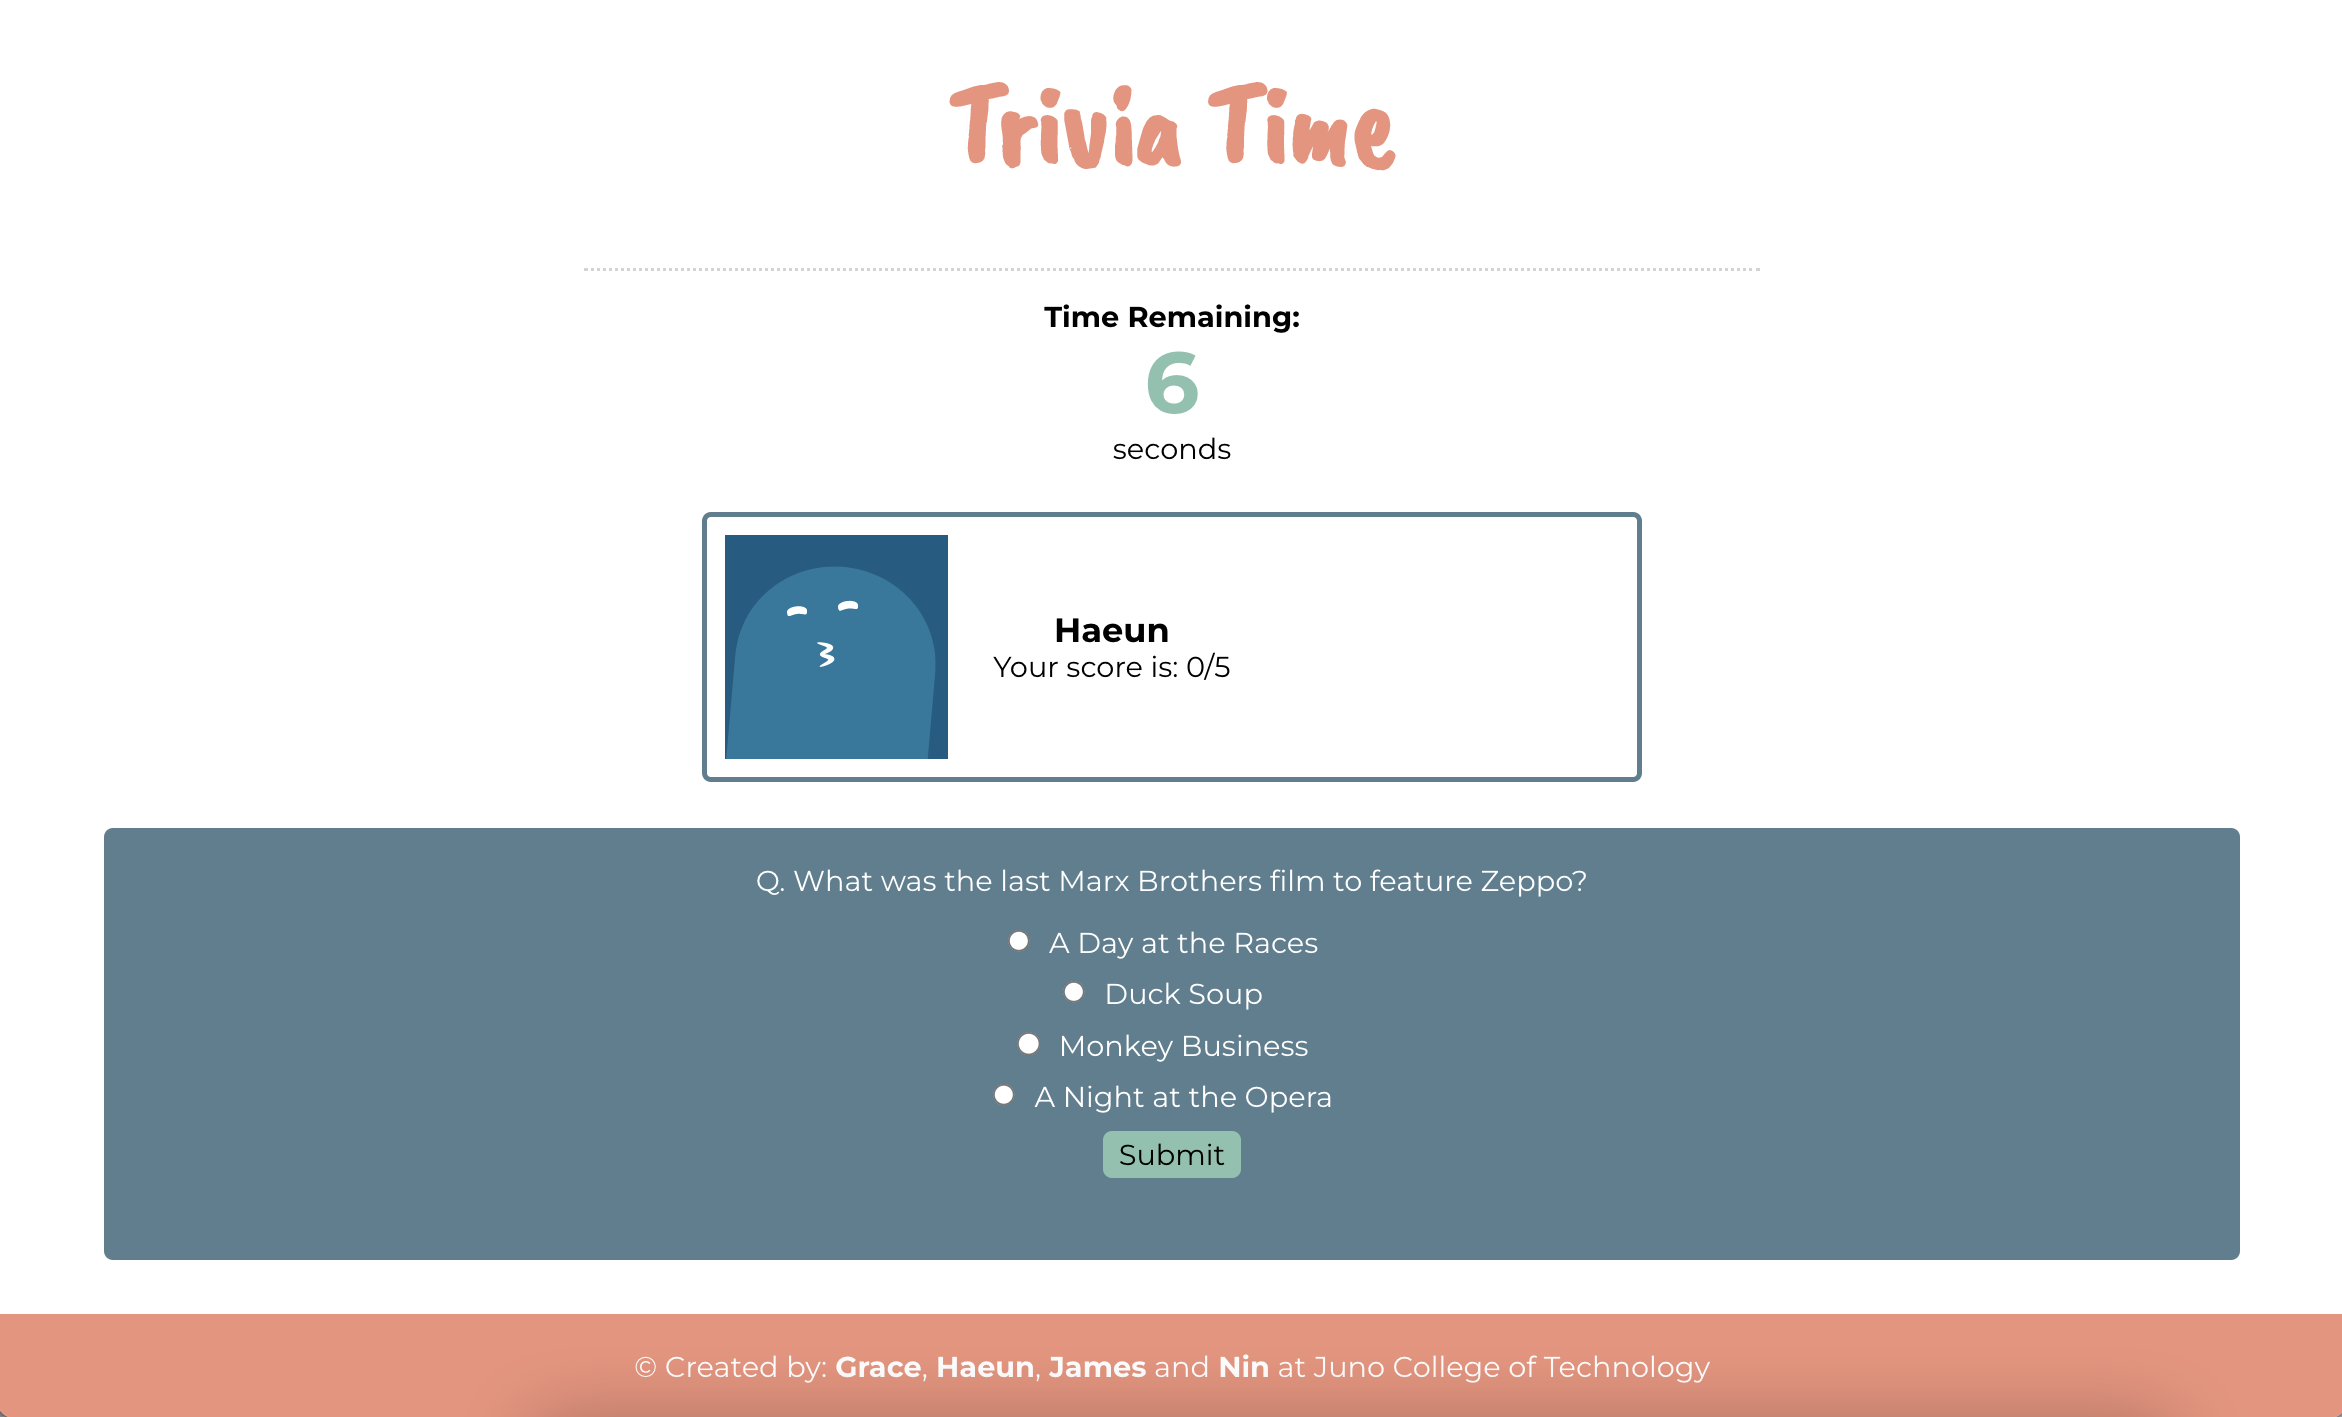 Trivia Time
Time Remaining:
6
seconds
Haeun
Your score is: 0/5
Q. What was the last Marx Brothers film to feature Zeppo?
A Day at the Races
Duck Soup
Monkey Business
A Night at the Opera
Submit
© Created by: Grace, Haeun, James and Nin at Juno College of Technology